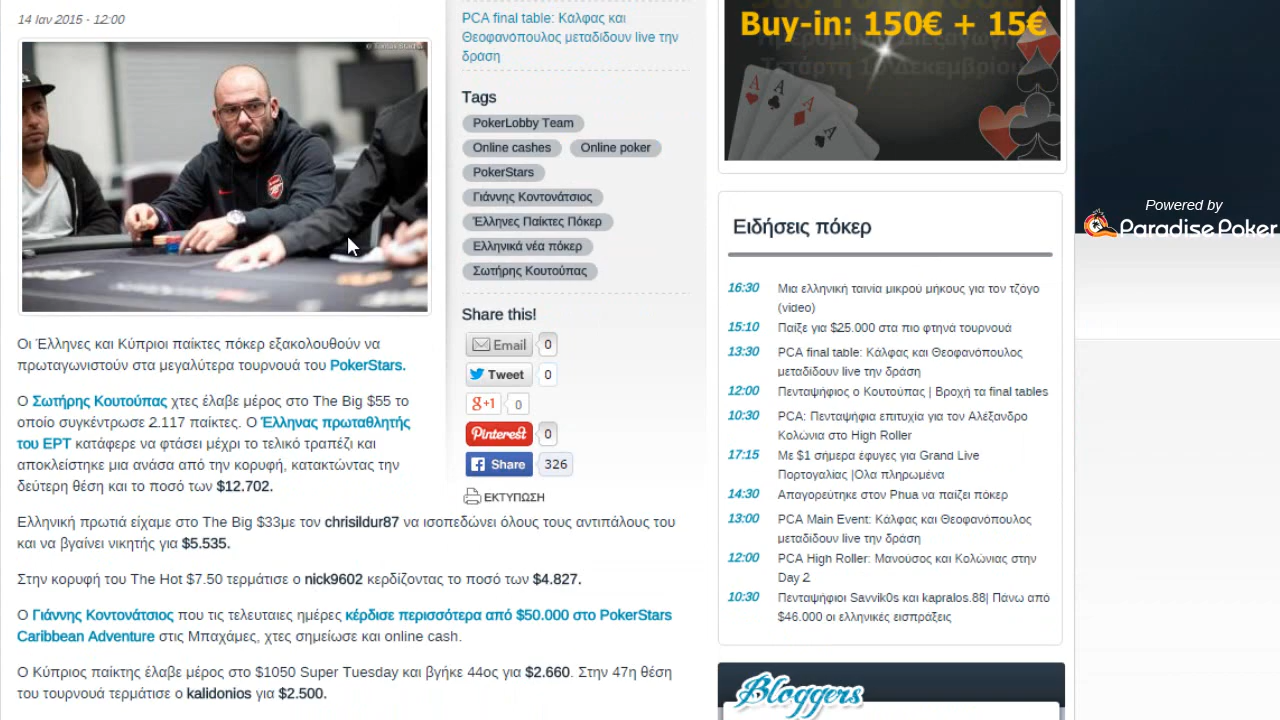 14 Ιαν 2015 - 12:00
Οι Έλληνες και Κύπριοι παίκτες πόκερ εξακολουθούν να
πρωταγωνιστούν στα μεγαλύτερα τουρνουά του PokerStars.
Ο Σωτήρης Κουτούπας χτες έλαβε μέρος στο The Big $55 το
οποίο συγκέντρωσε 2.117 παίκτες. Ο Έλληνας πρωταθλητής
του EPT κατάφερε να φτάσει μέχρι το τελικό τραπέζι και
αποκλείστηκε μια ανάσα από την κορυφή, κατακτώντας την
δεύτερη θέση και το ποσό των $12.702.
Ελληνική πρωτιά είχαμε στο The Big $33με τον chrisildur87 να ισοπεδώνει όλους τους αντιπάλους του
και να βγαίνει νικητής για $5.535.
Στην κορυφή του The Hot $7.50 τερμάτισε ο nick9602 κερδίζοντας το ποσό των $4.827.
Ο Γιάννης Κοντονάτσιος που τις τελευταιες ημέρες κέρδισε περισσότερα από $50.000 στο PokerStars
Caribbean Adventure στις Μπαχάμες, χτες σημείωσε και online cash.
Ο Κύπριος παίκτης έλαβε μέρος στο $1050 Super Tuesday και βγήκε 44ος για $2.660. Στην 47η θέση
του τουρνουά τερμάτισε ο kalidonios για $2.500.
PCA final table: Κάλφας και
Θεοφανόπουλος μεταδιδουν live την
δράση
Tags
PokerLobby Team
Online cashes Online poker
PokerStars
Γιάννης Κοντονάτσιος
Έλληνες Παίκτες Πόκερ
Ελληνικά νέα πόκερ
Σωτήρης Κουτούπας
Share this!
Email 0
Tweet 0
g+1 0
Pinterest 0
Share 326
ΕΚΤΥΠΩΣΗ
Buy-in: 150€ + 15€
Τετάρτη 10 Δεκεμβρίου
Ειδήσεις πόκερ
16:30 Μια ελληνική ταινία μικρού μήκους για τον τζόγο
(video)
15:10 Παίξε για $25.000 στα πιο φτηνά τουρνουά
13:30 PCA final table: Κάλφας και Θεοφανόπουλος
μεταδιδουν live την δράση
12:00 Πενταψήφιος ο Κουτούπας | Βροχή τα final tables
10:30 PCA: Πενταψήφια επιτυχία για τον Αλέξανδρο
Κολώνια στο High Roller
17:15 Με $1 σήμερα έφυγες για Grand Live
Πορτογαλίας |Όλα πληρωμένα
14:30 Απαγορεύτηκε στον Phua να παίζει πόκερ
13:00 PCA Main Event: Κάλφας και Θεοφανόπουλος
μεταδιδουν live την δράση
12:00 PCA High Roller: Μανούσος και Κολώνιας στην
Day 2
10:30 Πενταψήφιοι Savvik0s και kapralos.88| Πάνω από
$46.000 οι ελληνικές εισπράξεις
Bloggers
Powered by
Paradise Poker